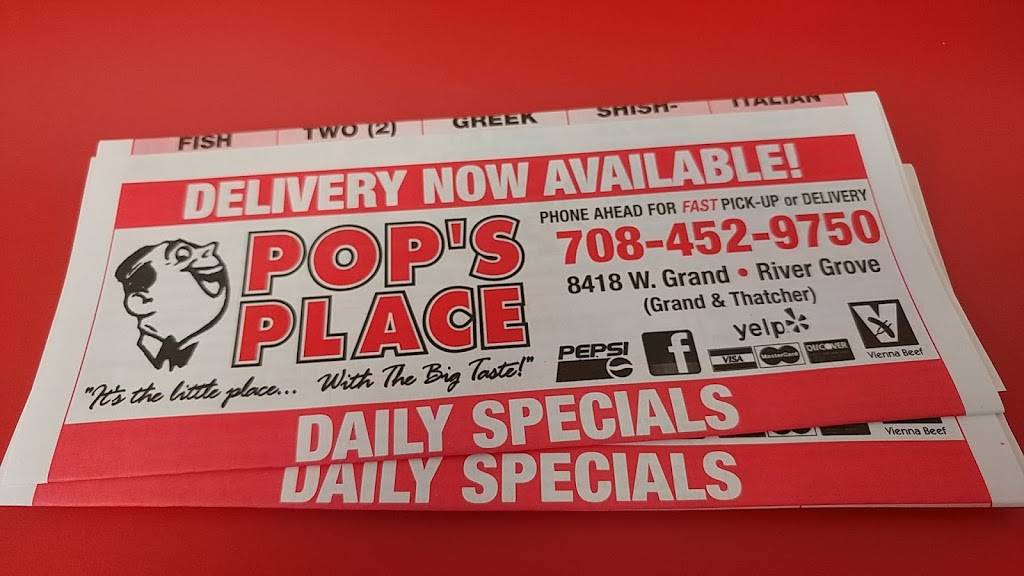 FISH TWO (2) GREEK SHISH- ITALIAN
DELIVERY NOW AVAILABLE!
POP'S
PLACE
"It's the little place... With The Big Taste!"
PHONE AHEAD FOR FAST PICK-UP or DELIVERY
708-452-9750
8418 W. Grand • River Grove
(Grand & Thatcher)
yelp
PEPSI
f
VISA MasterCard DISCOVER
Vienna Beef
DAILY SPECIALS
Vienna Beef
DAILY SPECIALS